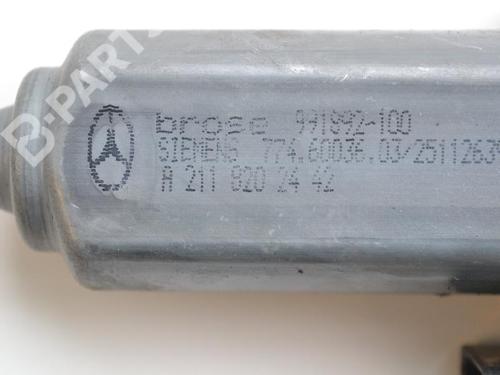 B-PARTS
brose 991892-100
SIEMENS 774.60036.03/2511263
A 211 820 24 42